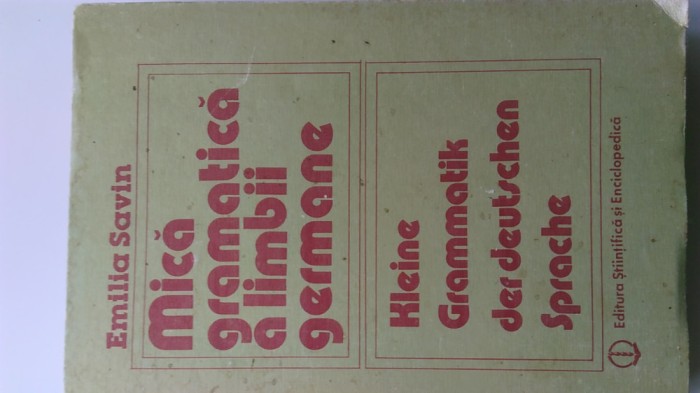 Emilia Savin
Mică
gramatică
a limbii
germane
Kleine
Grammatik
der deutschen
Sprache
Editura Științifică și Enciclopedică